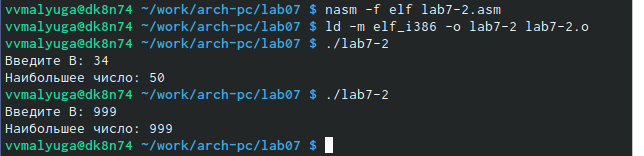 vvmalyuga@dk8n74 ~/work/arch-pc/lab07 $ nasm -f elf lab7-2.asm
vvmalyuga@dk8n74 ~/work/arch-pc/lab07 $ ld -m elf_i386 -o lab7-2 lab7-2.o
vvmalyuga@dk8n74 ~/work/arch-pc/lab07 $ ./lab7-2
Введите В: 34
Наибольшее число: 50
vvmalyuga@dk8n74 ~/work/arch-pc/lab07 $ ./lab7-2
Введите В: 999
Наибольшее число: 999
vvmalyuga@dk8n74 ~/work/arch-pc/lab07 $